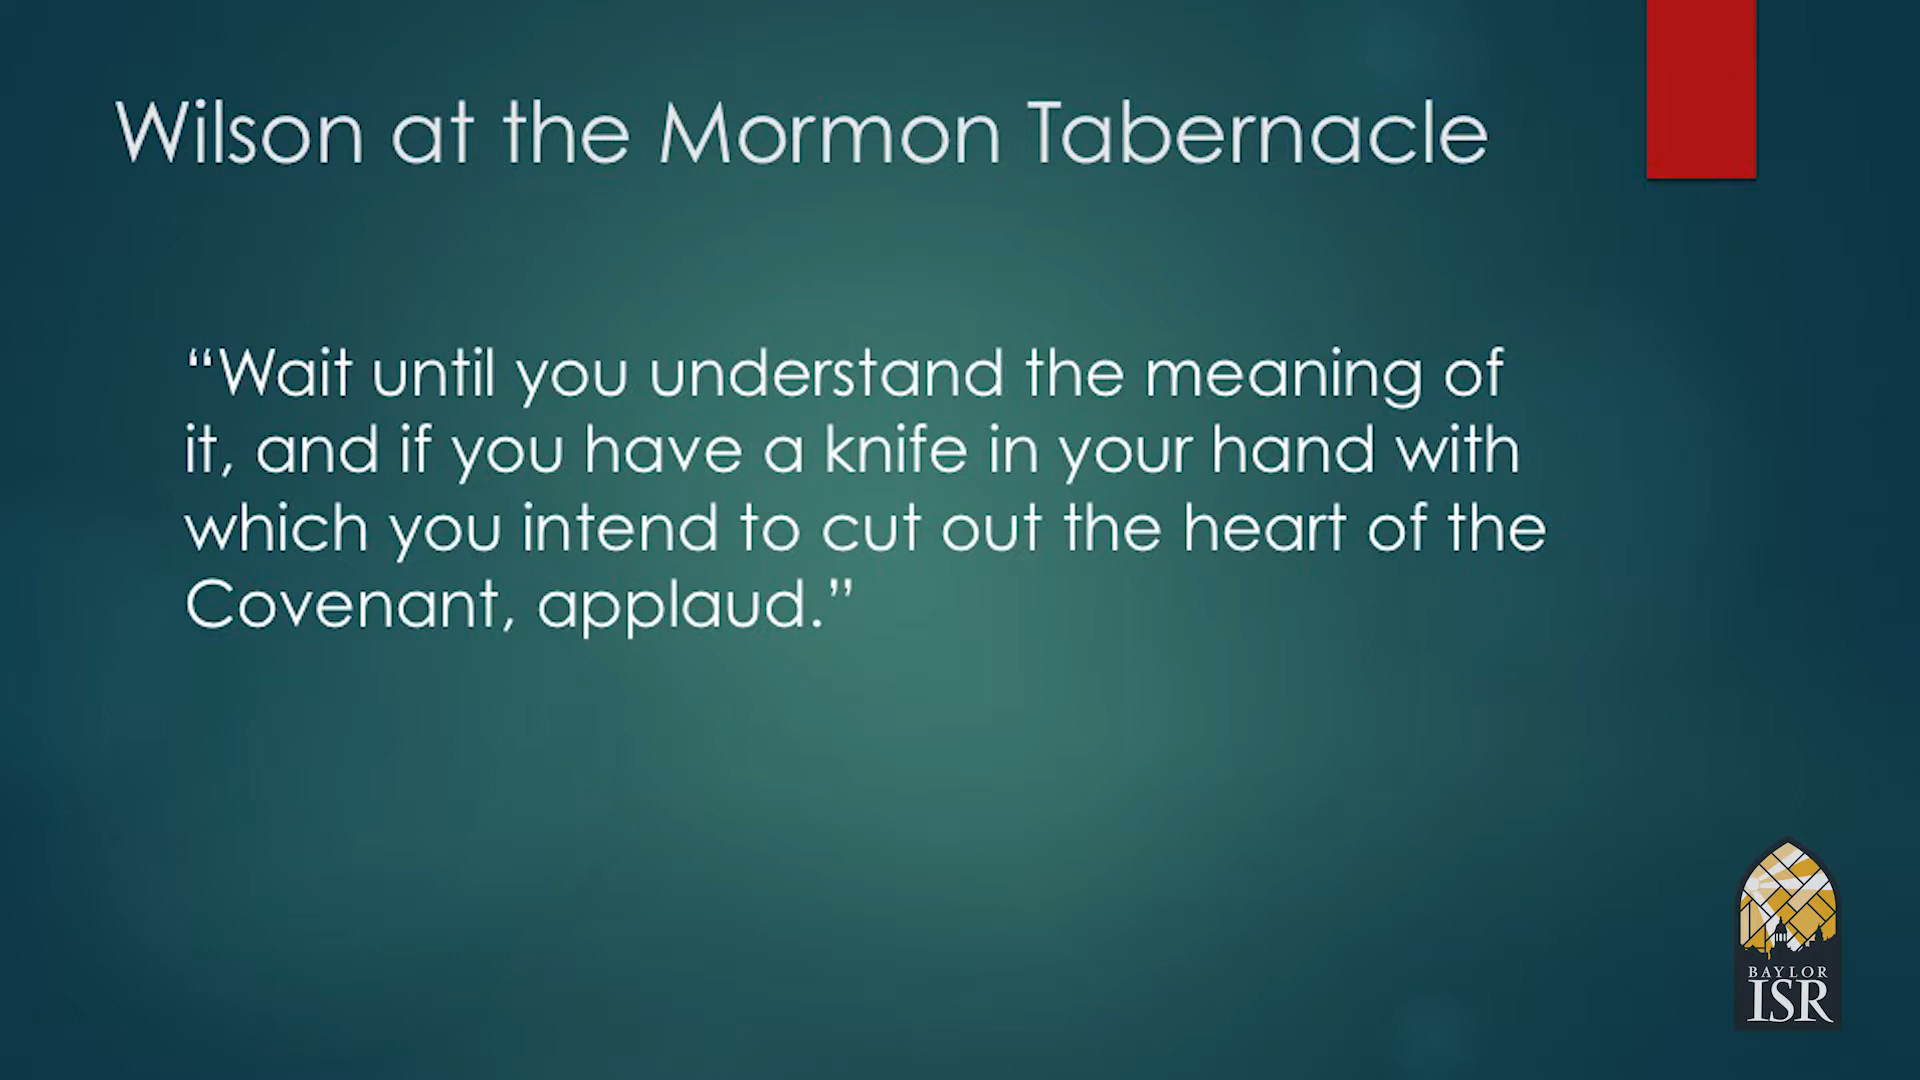 Wilson at the Mormon Tabernacle
“Wait until you understand the meaning of
it, and if you have a knife in your hand with
which you intend to cut out the heart of the
Covenant, applaud.”
BAYLOR
ISR